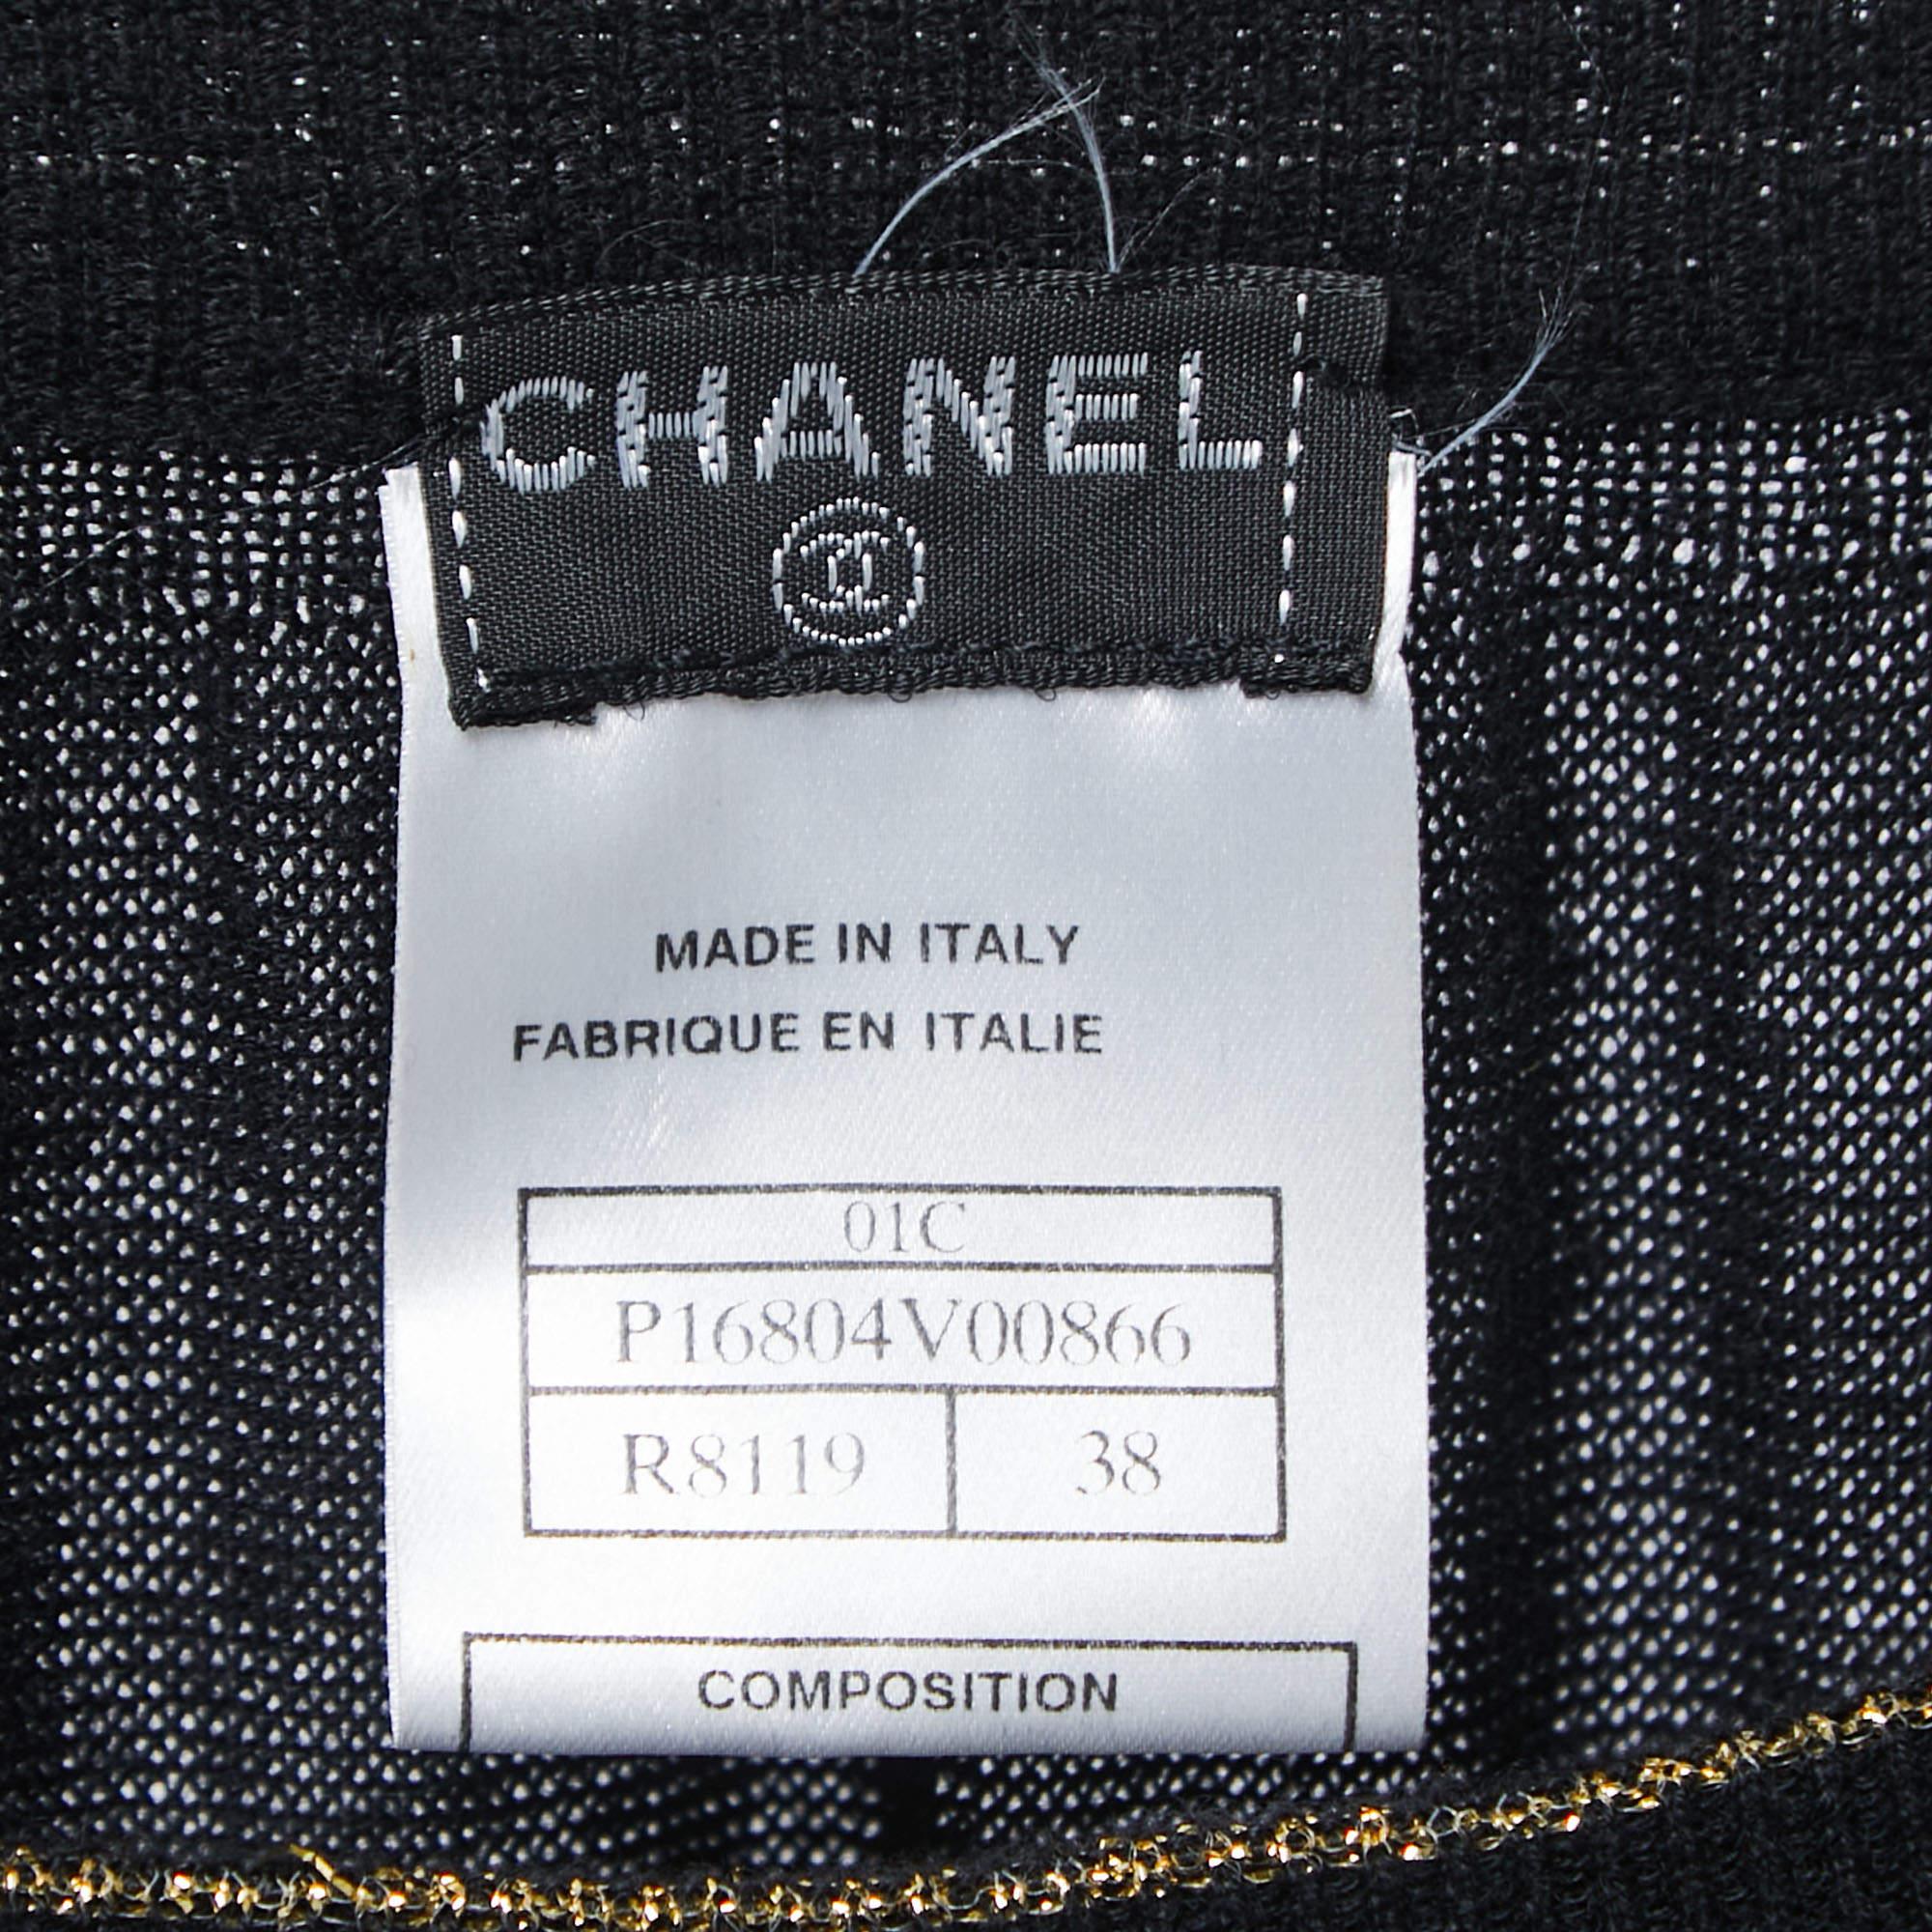 CHANEL
MADE IN ITALY
FABRIQUE EN ITALIE
01C
P16804V00866
R8119 38
COMPOSITION